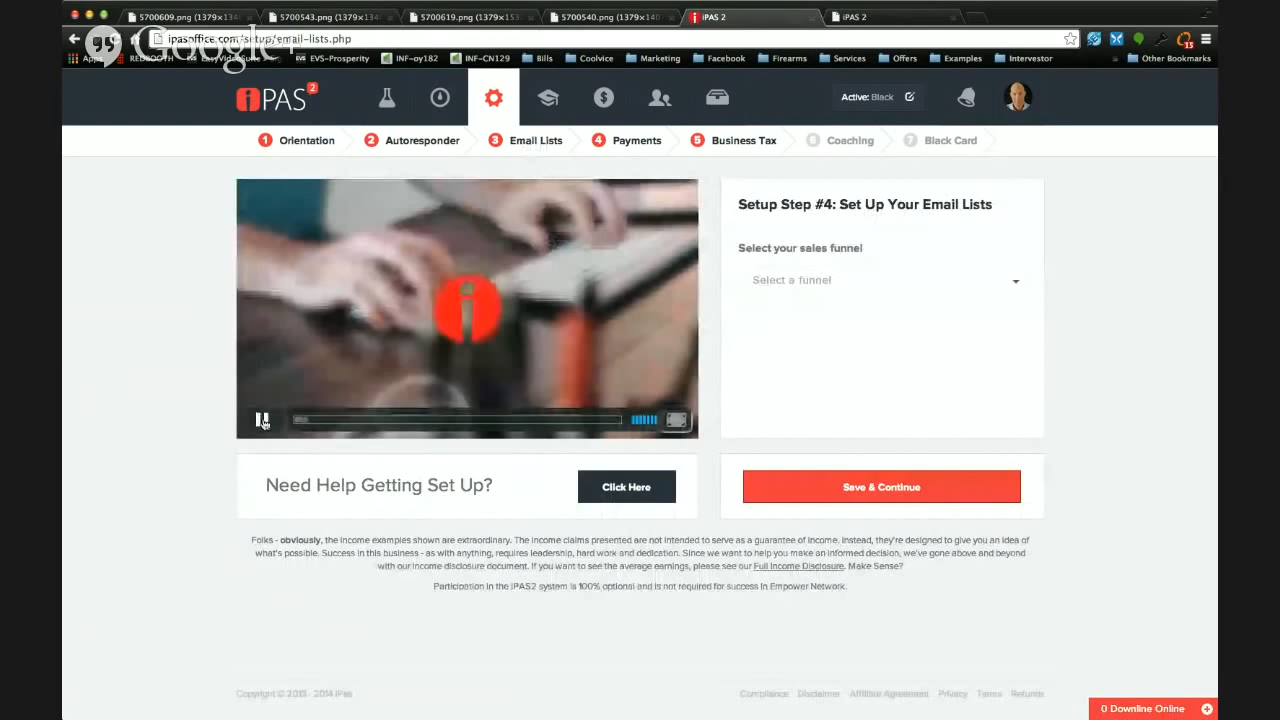 5700609.png (1379×134
5700543.png (1379×134
5700619.png (1379×153
5700540.png (1379×140
iPAS 2
iPAS 2
Google+
ipasoffice.com/setup/email-lists.php
Apps
REDBOOTH
EasyVideoSuite
EVS-Prosperity
INF-oy182
INF-CN129
Bills
Coolvice
Marketing
Facebook
Firearms
Services
Offers
Examples
Intervestor
»
Other Bookmarks
15
iPAS 2
Active: Black
1 Orientation
2 Autoresponder
3 Email Lists
4 Payments
5 Business Tax
6 Coaching
7 Black Card
Setup Step #4: Set Up Your Email Lists
Select your sales funnel
Select a funnel
i
Need Help Getting Set Up?
Click Here
Save & Continue
Folks - obviously, the income examples shown are extraordinary. The income claims presented are not intended to serve as a guarantee of income. Instead, they're designed to give you an idea of
what's possible. Success in this business - as with anything, requires leadership, hard work and dedication. Since we want to help you make an informed decision, we've gone above and beyond
with our income disclosure document. If you want to see the average earnings, please see our Full Income Disclosure. Make Sense?
Participation in the iPAS2 system is 100% optional and is not required for success in Empower Network.
Copyright © 2013 - 2014 iPas
Compliance Disclaimer Affiliate Agreement Privacy Terms Refunds
0 Downline Online